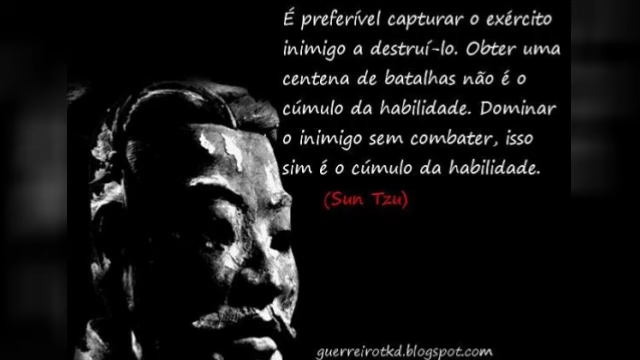 É preferível capturar o exército
inimigo a destruí-lo. Obter uma
centena de batalhas não é o
cúmulo da habilidade. Dominar
o inimigo sem combater, isso
sim é o cúmulo da habilidade.
(Sun Tzu)
guerreirotkd.blogspot.com